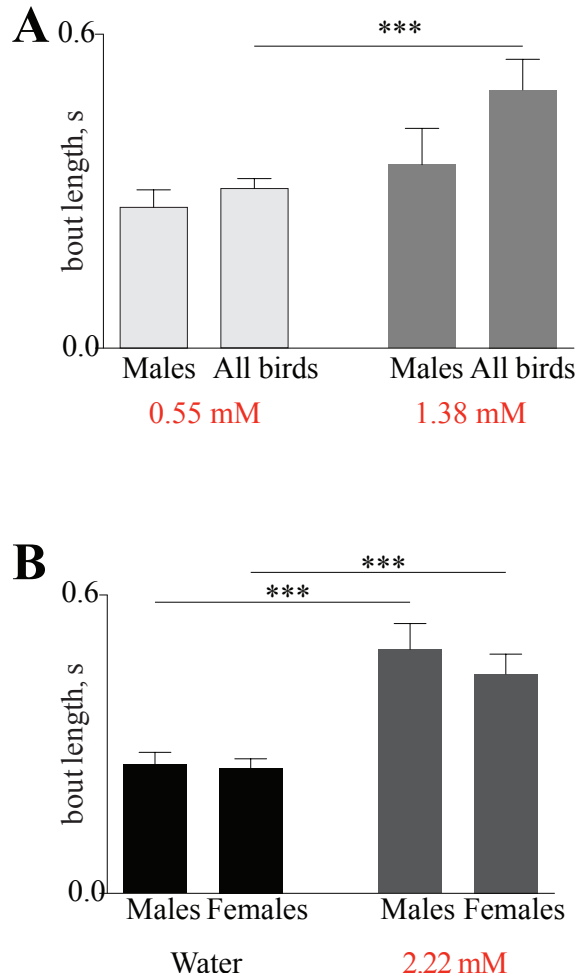 A
0.6
***
bout length, s
0.0
Males All birds Males All birds
0.55 mM 1.38 mM
B
***
0.6
***
bout length, s
0.0
Males Females Males Females
Water 2.22 mM